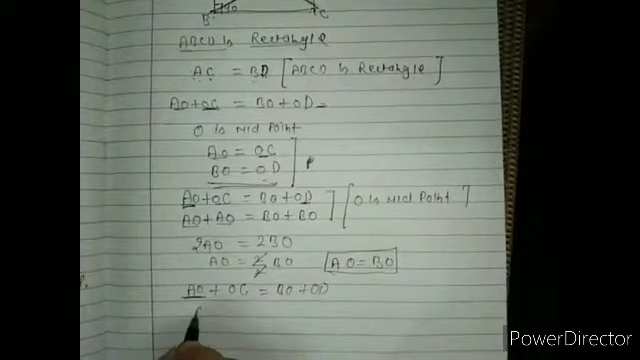 B C
ABCD is Rectangle
AC = BD [ABCD is Rectangle]
AO+OC = BO+OD
O is Mid Point
AO = OC
BO = OD
AO+OC = BO+OD
AO+AO = BO+BO
[O is Mid Point]
2AO = 2BO
AO = 2/2 BO
AO=BO
AO + OC = BO+OD
PowerDirector